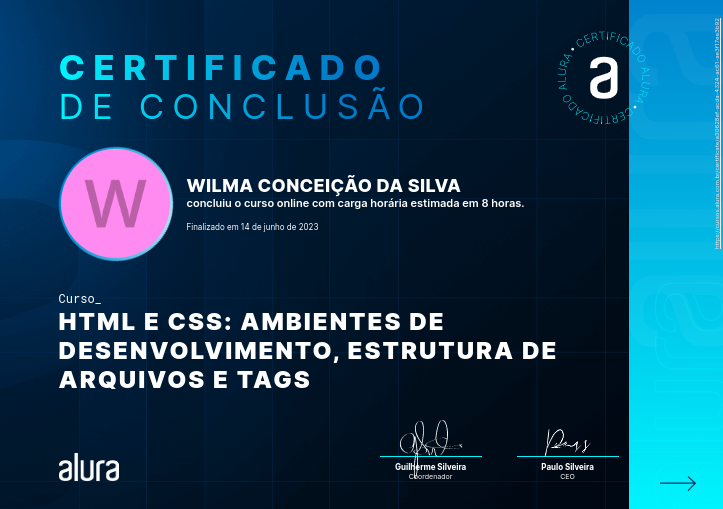 CERTIFICADO
DE CONCLUSÃO
CERTIFICADO ALURA • CERTIFICADO ALURA •
a
W
WILMA CONCEIÇÃO DA SILVA
concluiu o curso online com carga horária estimada em 8 horas.
Finalizado em 14 de junho de 2023
Curso_
HTML E CSS: AMBIENTES DE
DESENVOLVIMENTO, ESTRUTURA DE
ARQUIVOS E TAGS
alura
Guilherme Silveira
Coordenador
Paulo Silveira
CEO